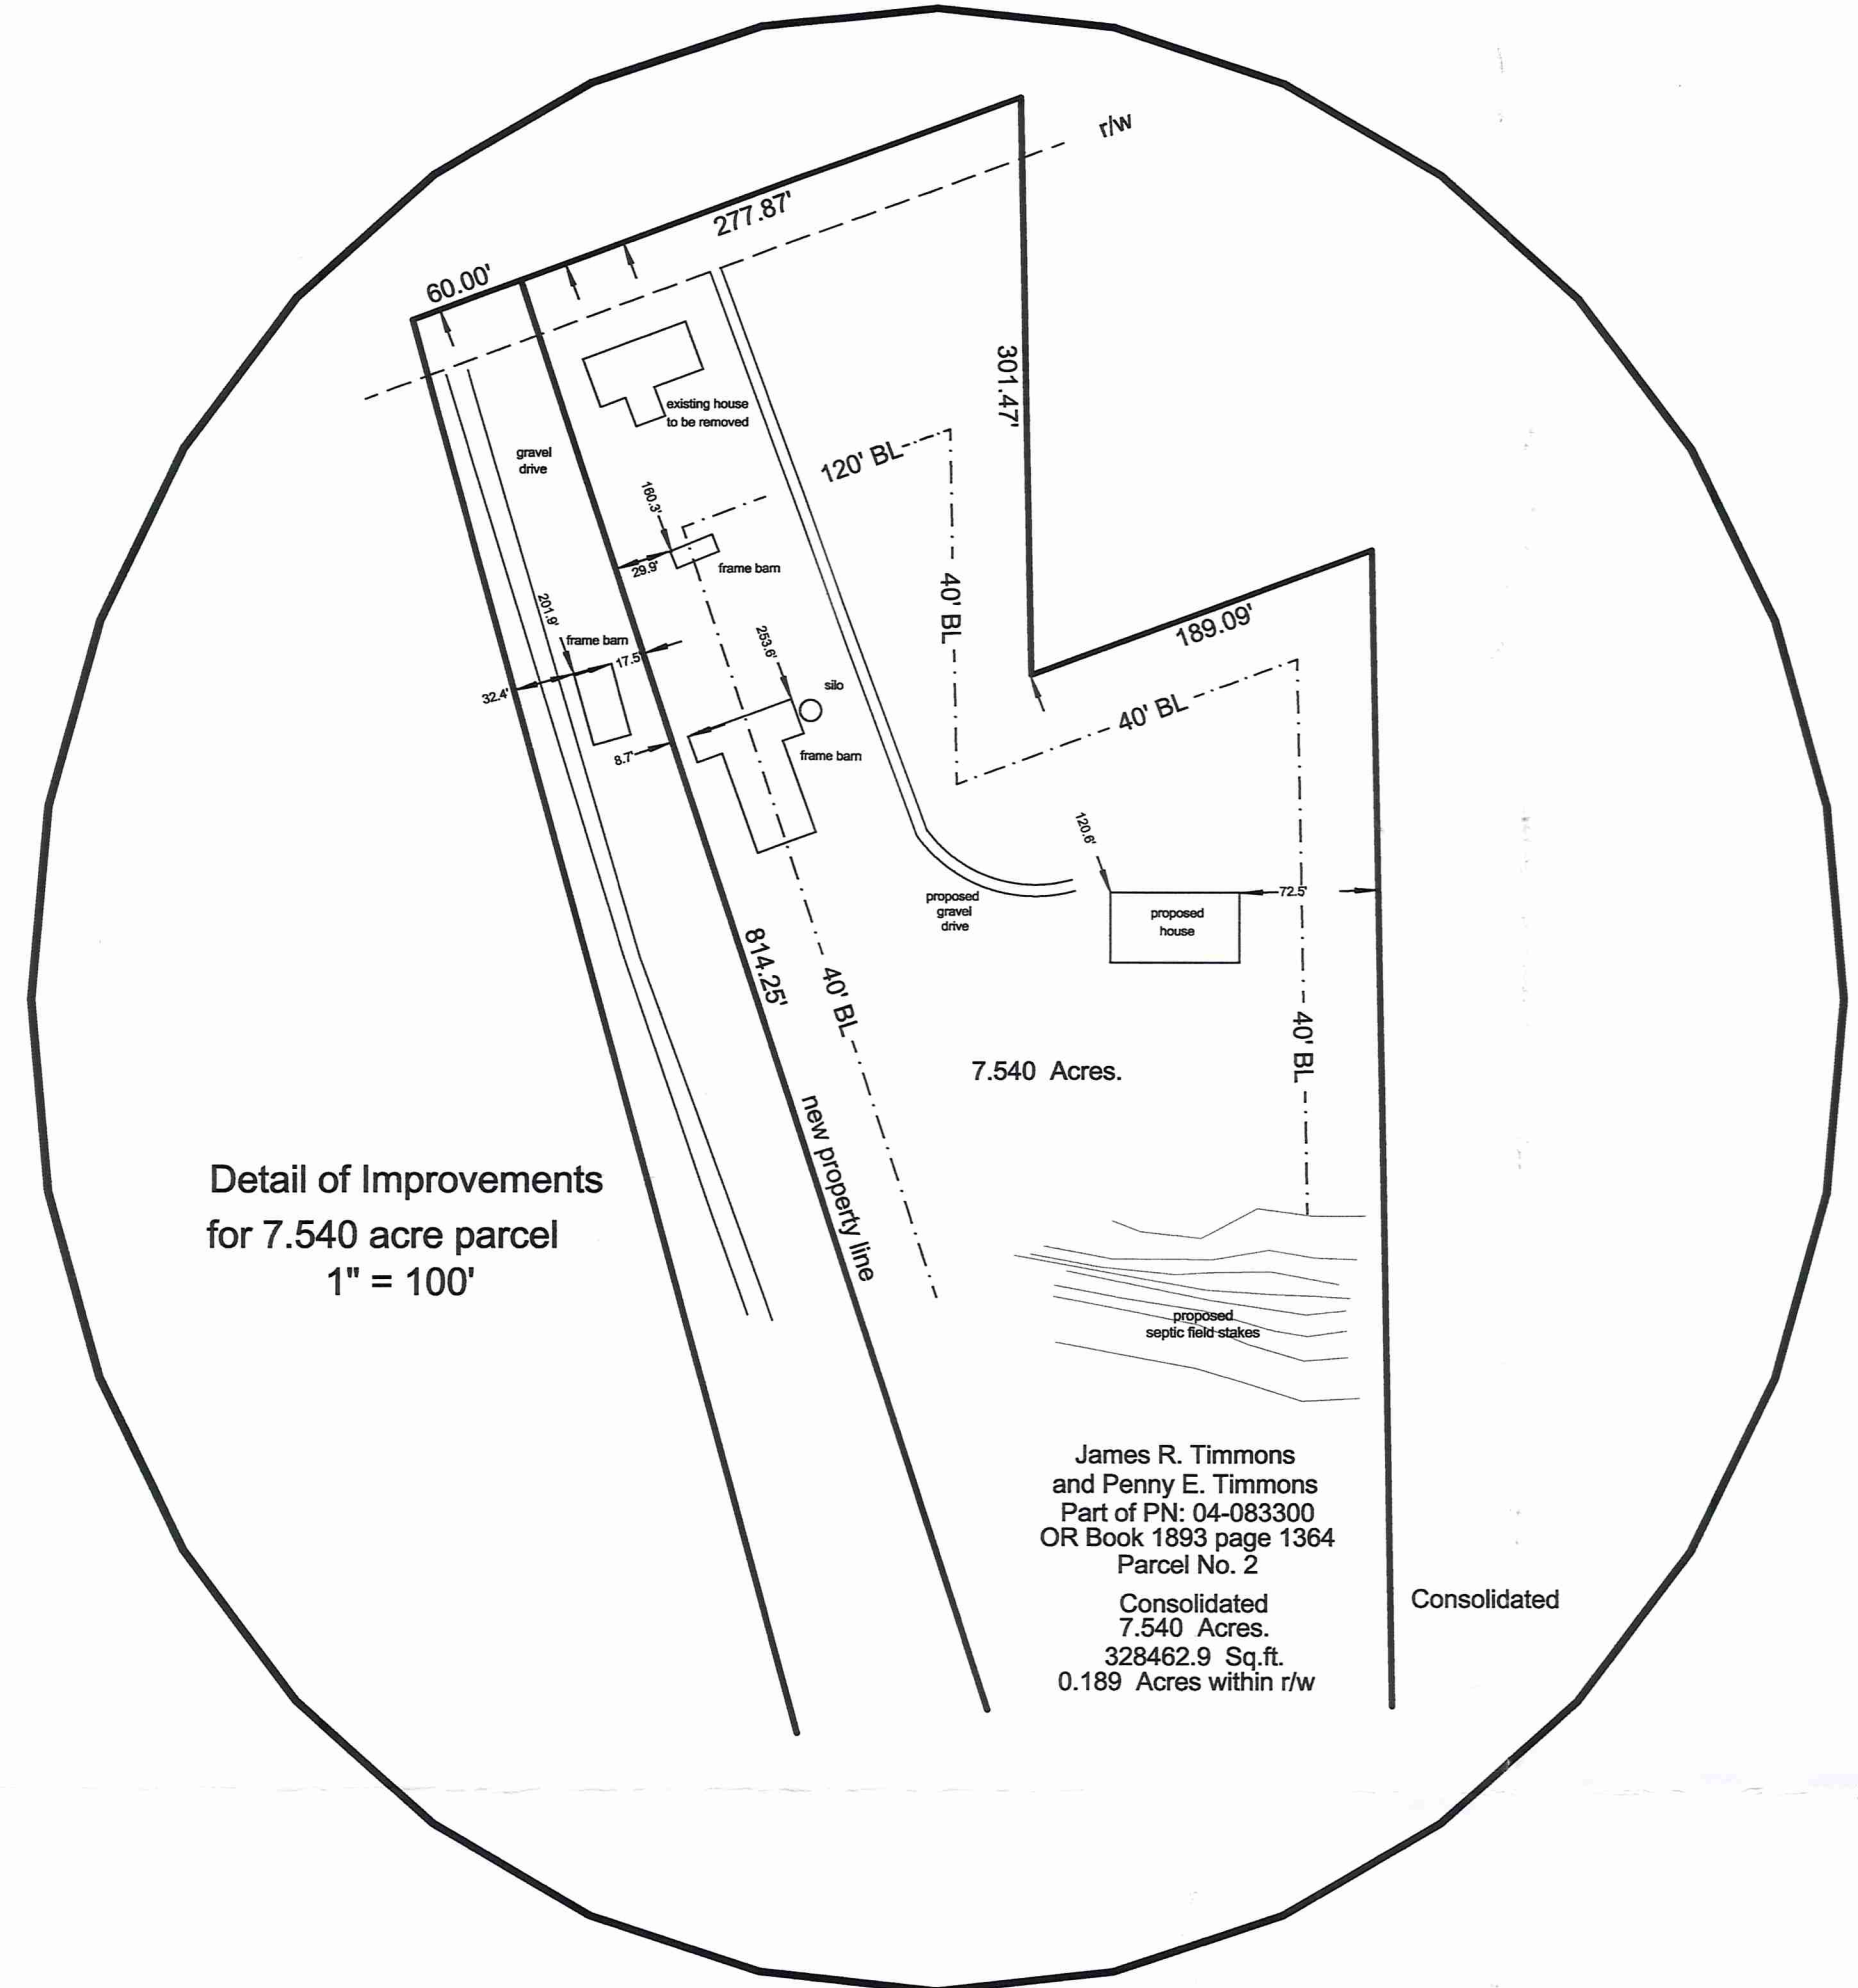 r/w
277.87'
60.00'
301.47'
existing house
to be removed
gravel
drive
120' BL
160.3'
29.9'
frame barn
40' BL
201.9'
frame barn
17.5'
253.6'
189.09'
silo
32.4'
40' BL
8.7'
frame barn
120.6'
72.5'
proposed
gravel
drive
proposed
house
814.25'
40' BL
40' BL
7.540 Acres.
new property line
Detail of Improvements
for 7.540 acre parcel
1" = 100'
proposed
septic field stakes
James R. Timmons
and Penny E. Timmons
Part of PN: 04-083300
OR Book 1893 page 1364
Parcel No. 2
Consolidated
7.540 Acres.
328462.9 Sq.ft.
0.189 Acres within r/w
Consolidated